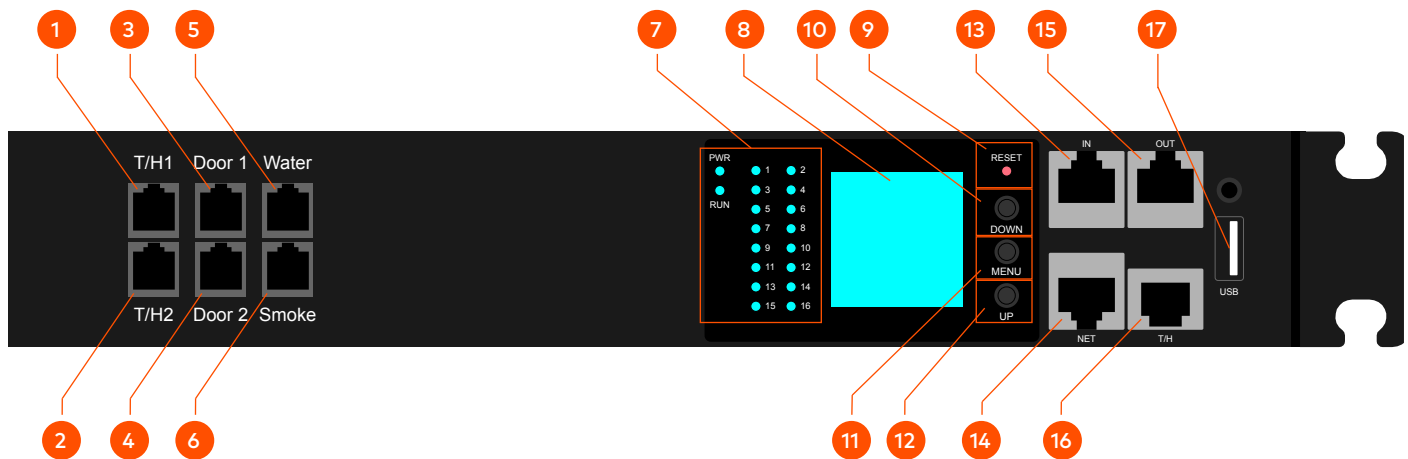 1 3 5 7 8 10 9 13 15 17
T/H1 Door 1 Water
T/H2 Door 2 Smoke
PWR
RUN
1 2
3 4
5 6
7 8
9 10
11 12
13 14
15 16
RESET
DOWN
MENU
UP
IN OUT
NET T/H
USB
2 4 6 11 12 14 16